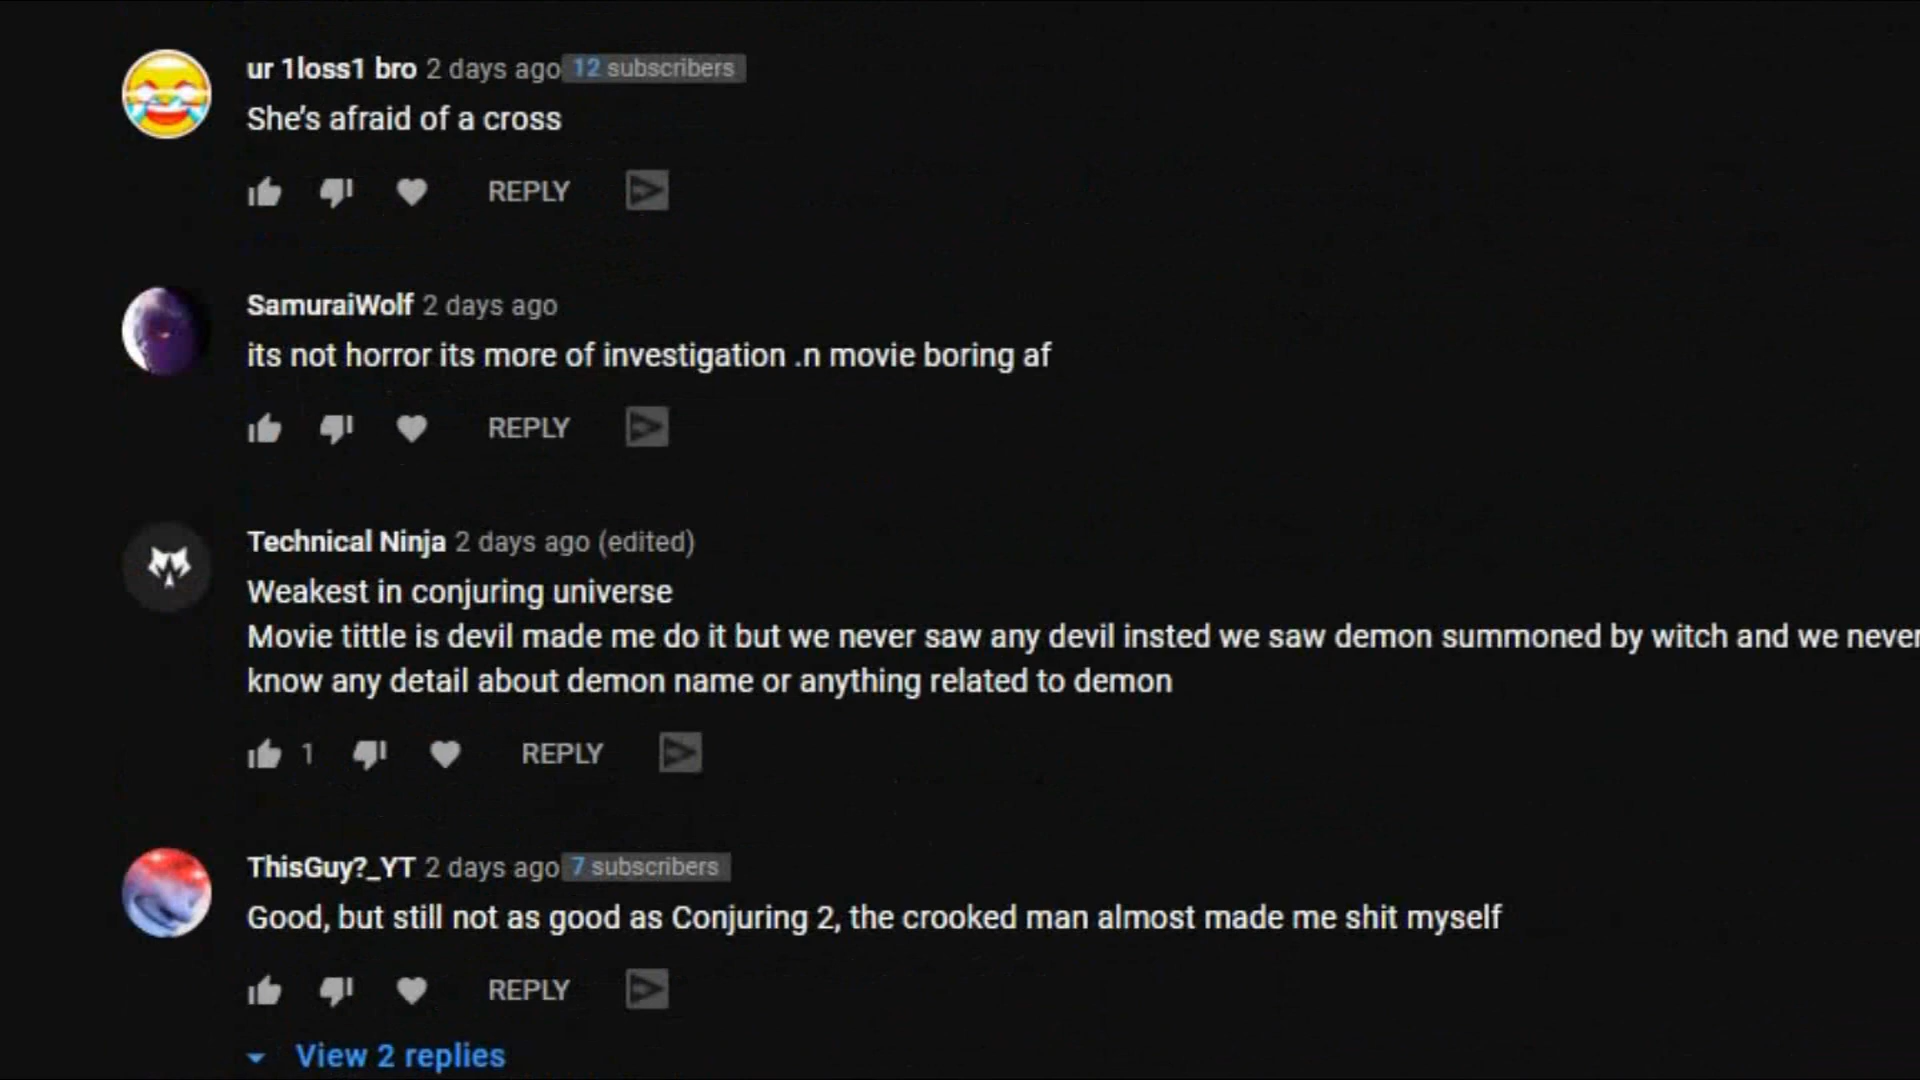 ur 1loss1 bro 2 days ago 12 subscribers
She's afraid of a cross
REPLY
SamuraiWolf 2 days ago
its not horror its more of investigation .n movie boring af
REPLY
Technical Ninja 2 days ago (edited)
Weakest in conjuring universe
Movie tittle is devil made me do it but we never saw any devil insted we saw demon summoned by witch and we never
know any detail about demon name or anything related to demon
1 REPLY
ThisGuy?_YT 2 days ago 7 subscribers
Good, but still not as good as Conjuring 2, the crooked man almost made me shit myself
REPLY
View 2 replies